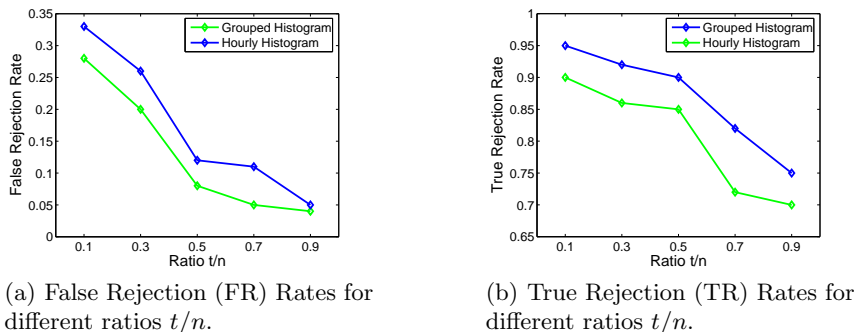 0.35
0.3
0.25
0.2
0.15
0.1
0.05
0
False Rejection Rate
Grouped Histogram
Hourly Histogram
0.1 0.3 0.5 0.7 0.9
Ratio t/n
(a) False Rejection (FR) Rates for
different ratios t/n.
1
0.95
0.9
0.85
0.8
0.75
0.7
0.65
True Rejection Rate
Grouped Histogram
Hourly Histogram
0.1 0.3 0.5 0.7 0.9
Ratio t/n
(b) True Rejection (TR) Rates for
different ratios t/n.